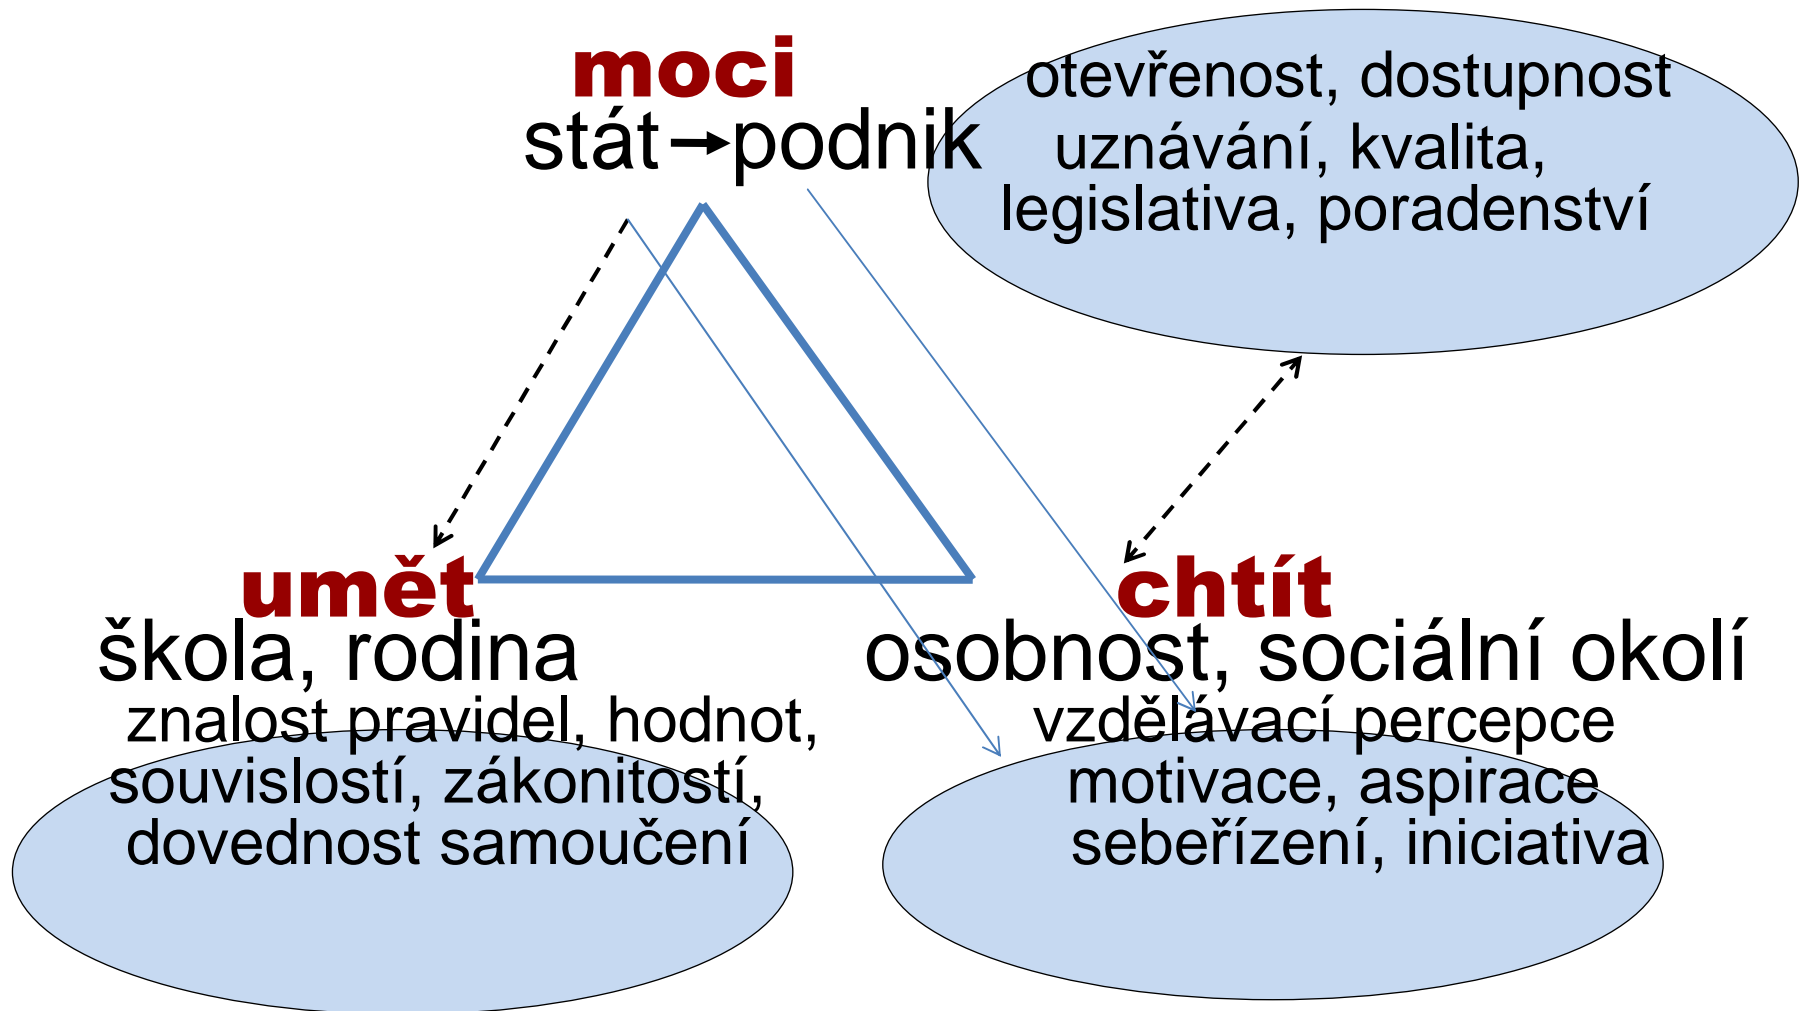 moci
stát podnik
otevřenost, dostupnost
uznávání, kvalita,
legislativa, poradenství
umět
škola, rodina
znalost pravidel, hodnot,
souvislostí, zákonitostí,
dovednost samoučení
chtít
osobnost, sociální okolí
vzdělávací percepce
motivace, aspirace
sebeřízení, iniciativa